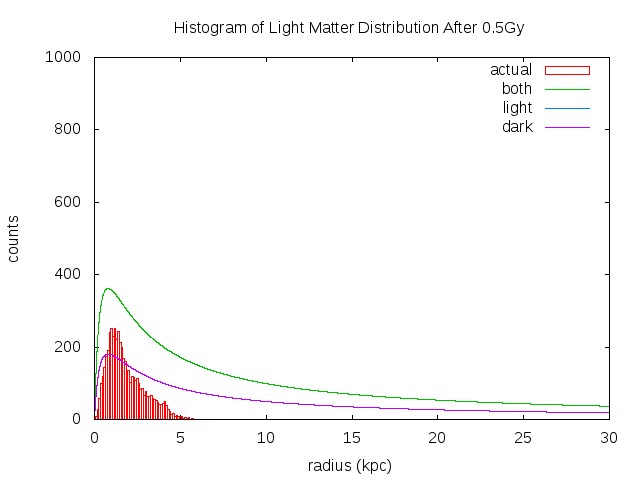 Histogram of Light Matter Distribution After 0.5Gy
1000
800
600
400
200
0
counts
actual
both
light
dark
0 5 10 15 20 25 30
radius (kpc)